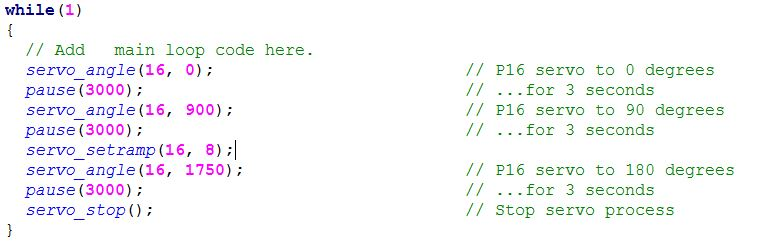 while(1)
{
  // Add   main loop code here.
  servo_angle(16, 0);                         // P16 servo to 0 degrees
  pause(3000);                                // ...for 3 seconds
  servo_angle(16, 900);                       // P16 servo to 90 degrees
  pause(3000);                                // ...for 3 seconds
  servo_setramp(16, 8);
  servo_angle(16, 1750);                      // P16 servo to 180 degrees
  pause(3000);                                // ...for 3 seconds
  servo_stop();                               // Stop servo process
}